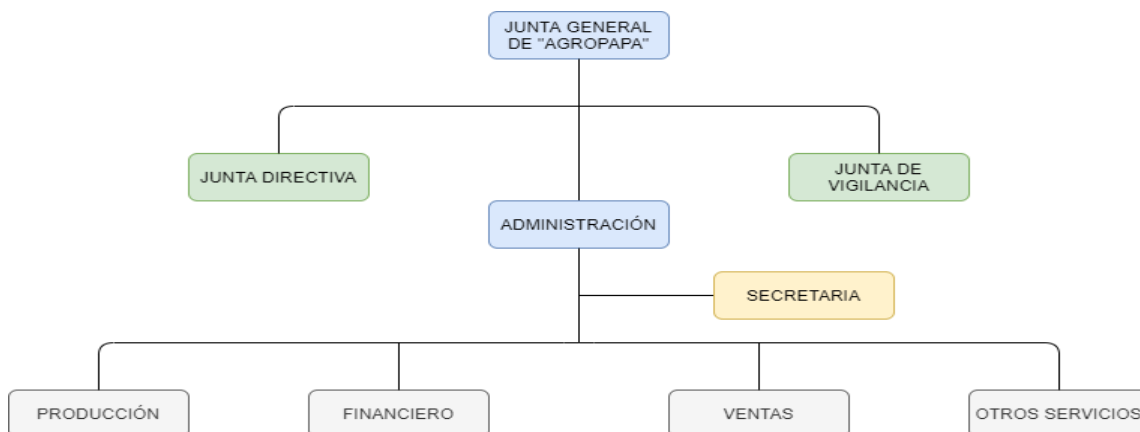 JUNTA GENERAL
DE "AGROPAPA"
JUNTA DIRECTIVA
JUNTA DE
VIGILANCIA
ADMINISTRACIÓN
SECRETARIA
PRODUCCIÓN
FINANCIERO
VENTAS
OTROS SERVICIOS